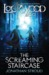 LOCKWOOD
THE SCREAMING
STAIRCASE
JONATHAN STROUD